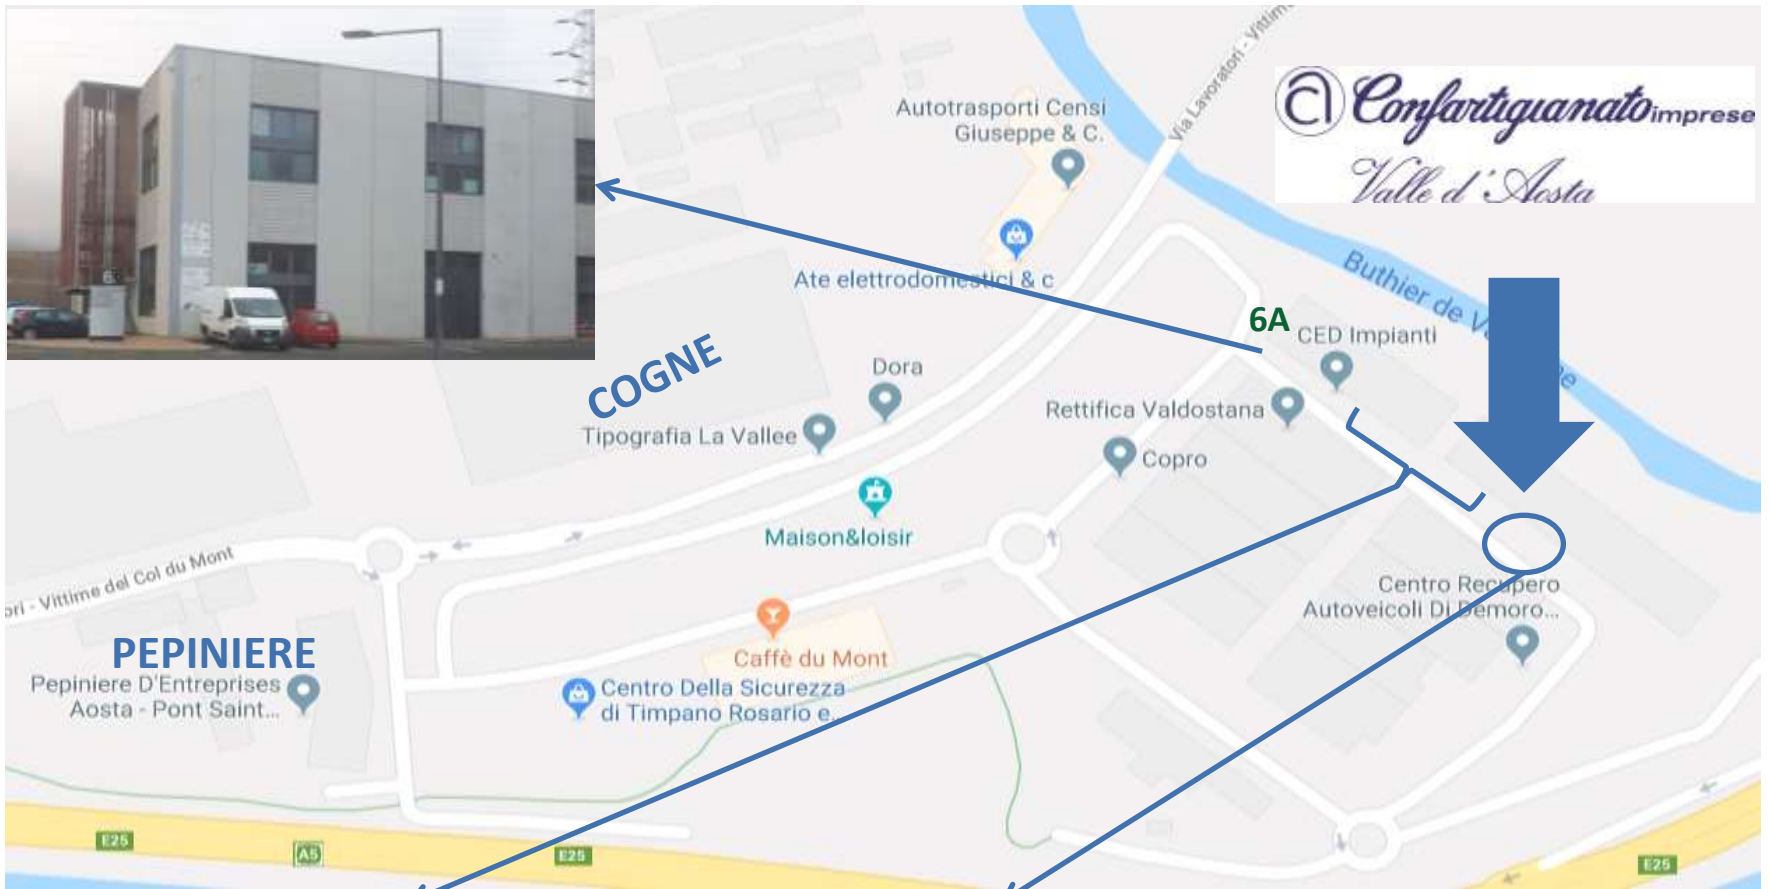 Via Lavoratori - Vittime
Autotrasporti Censi
Giuseppe & C.
Confartigianato imprese
Valle d'Aosta
Ate elettrodomestici & c
Buthier de V
ne
6A
CED Impianti
COGNE
Dora
Rettifica Valdostana
Tipografia La Vallee
Copro
Maison&loisir
ori - Vittime del Col du Mont
Centro Recupero
Autoveicoli Di Demoro...
PEPINIERE
Pepiniere D'Entreprises
Aosta - Pont Saint...
Caffè du Mont
Centro Della Sicurezza
di Timpano Rosario e...
E25
A5
E25
E25